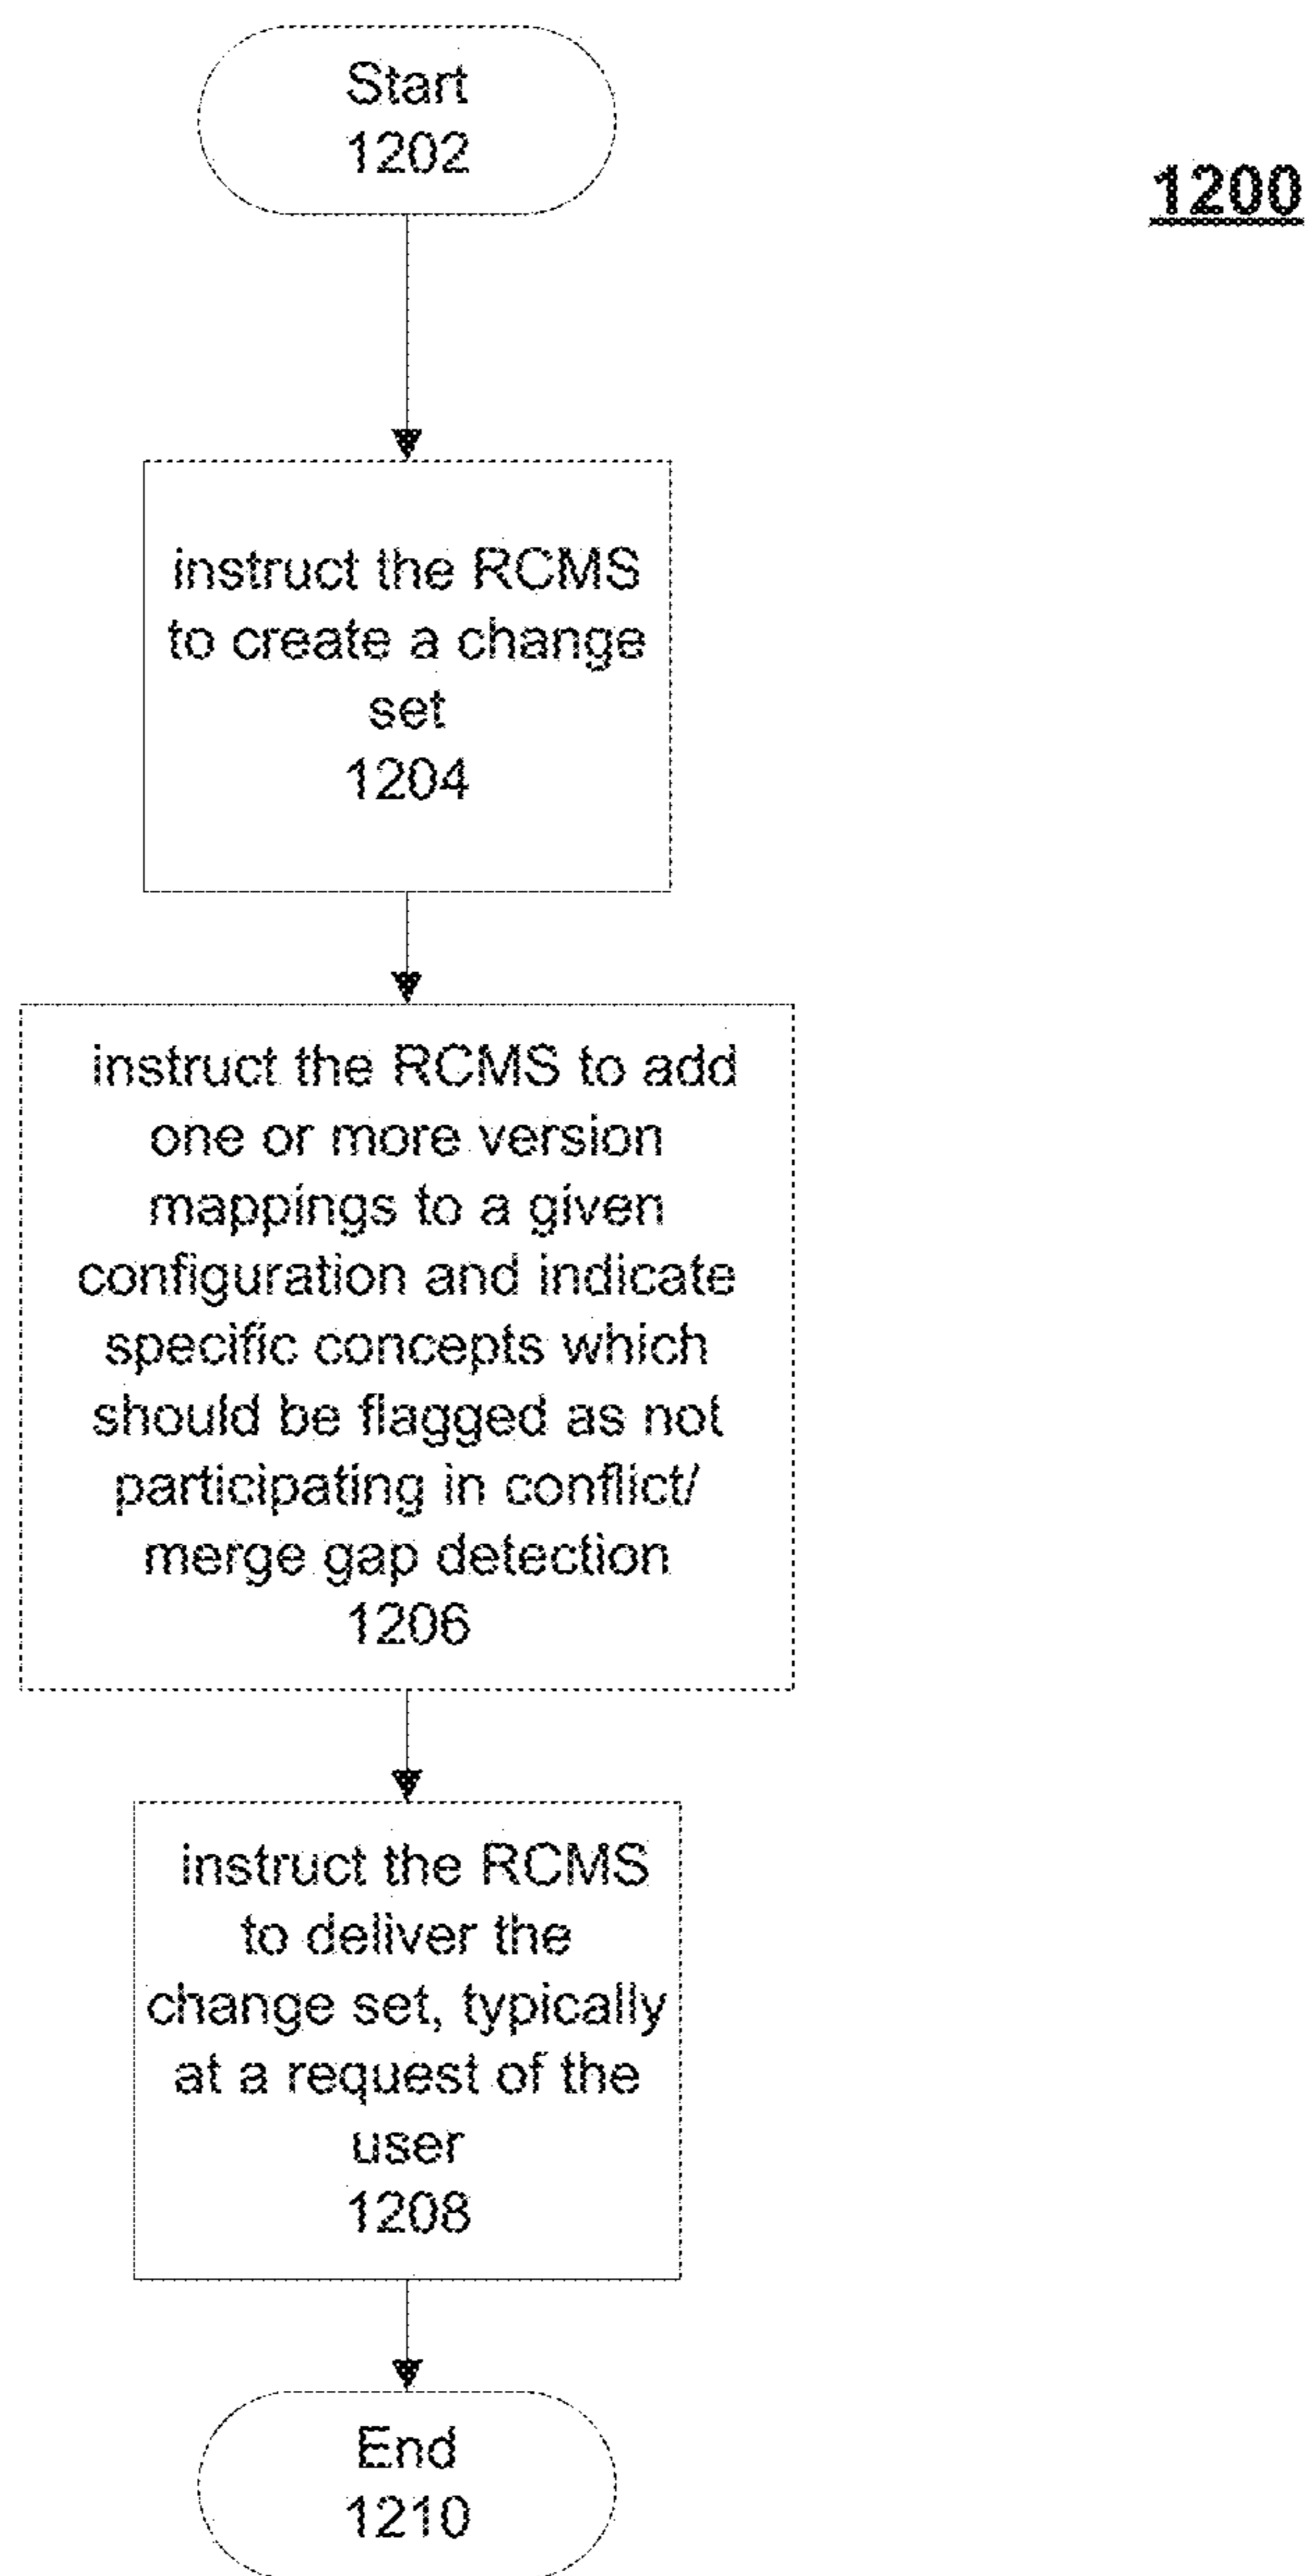 Start
1202
1200
instruct the RCMS
to create a change
set
1204
instruct the RCMS to add
one or more version
mappings to a given
configuration and indicate
specific concepts which
should be flagged as not
participating in conflict/
merge gap detection
1206
instruct the RCMS
to deliver the
change set, typically
at a request of the
user
1208
End
1210